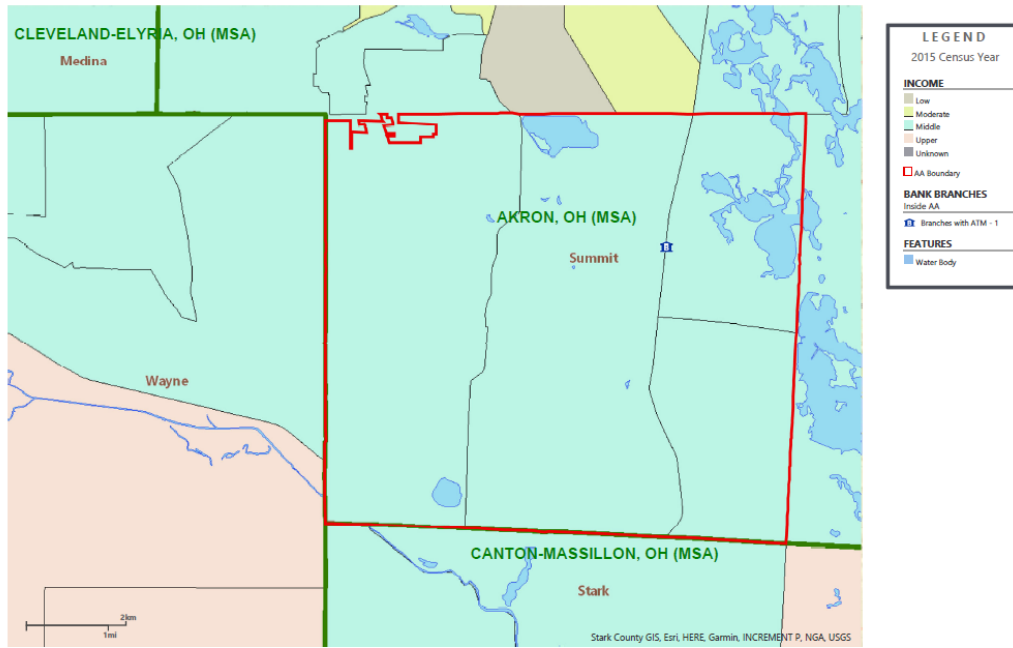 CLEVELAND-ELYRIA, OH (MSA)
Medina
AKRON, OH (MSA)
Summit
Wayne
CANTON-MASSILLON, OH (MSA)
Stark
2km
1mi
Stark County GIS, Esri, HERE, Garmin, INCREMENT P, NGA, USGS
LEGEND
2015 Census Year
INCOME
Low
Moderate
Middle
Upper
Unknown
AA Boundary
BANK BRANCHES
Inside AA
Branches with ATM - 1
FEATURES
Water Body